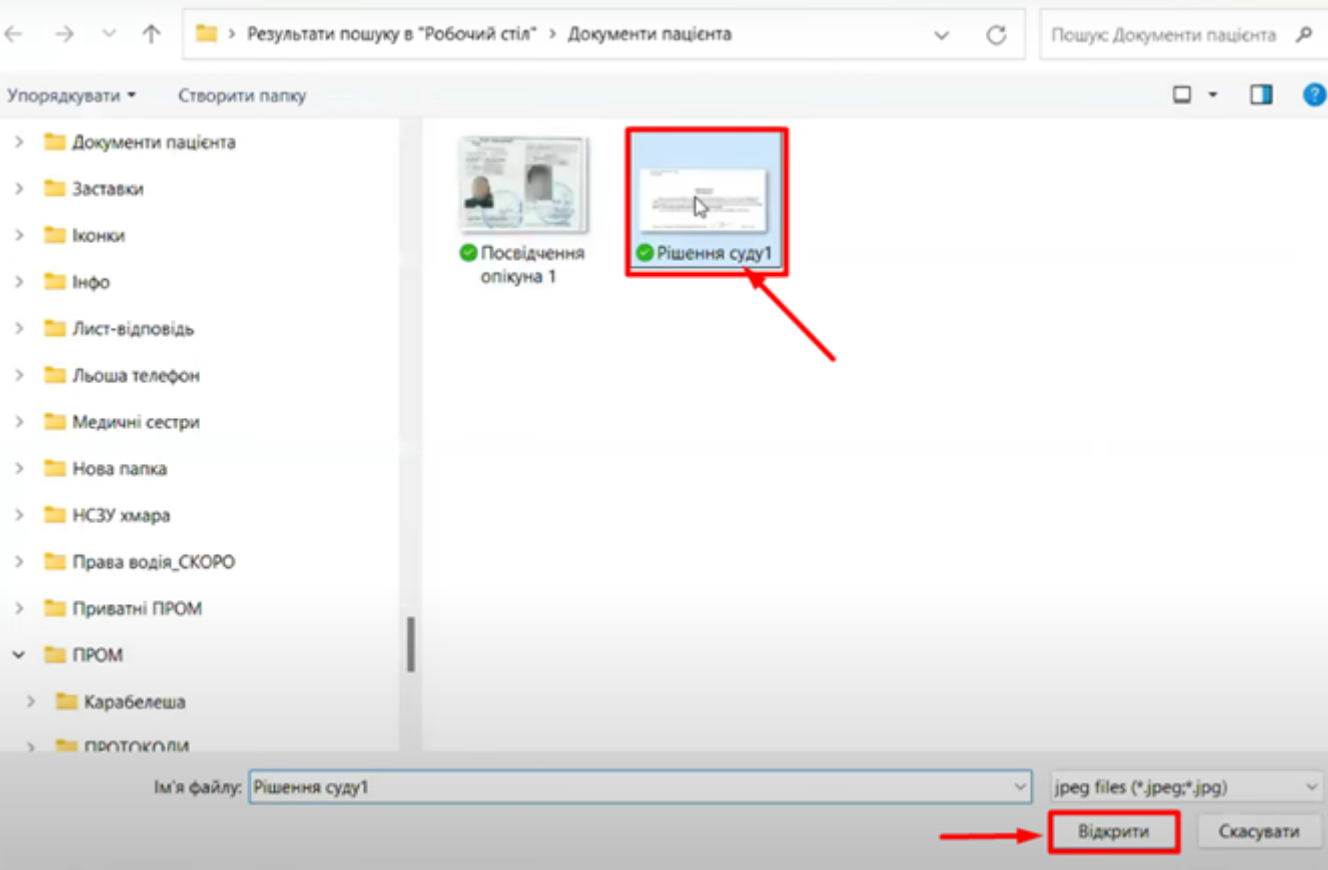 Результати пошуку в "Робочий стіл" > Документи пацієнта
Пошук: Документи пацієнта
Упорядкувати
Створити папку
Документи пацієнта
Заставки
Іконки
Інфо
Лист-відповідь
Льоша телефон
Медичні сестри
Нова папка
НСЗУ хмара
Права водія_СКОРО
Приватні ПРОМ
ПРОМ
Карабелеша
ПРОТОКОЛИ
Посвідчення
опікуна 1
Рішення суду1
Ім'я файлу: Рішення суду1
jpeg files (*.jpeg;*.jpg)
Відкрити
Скасувати